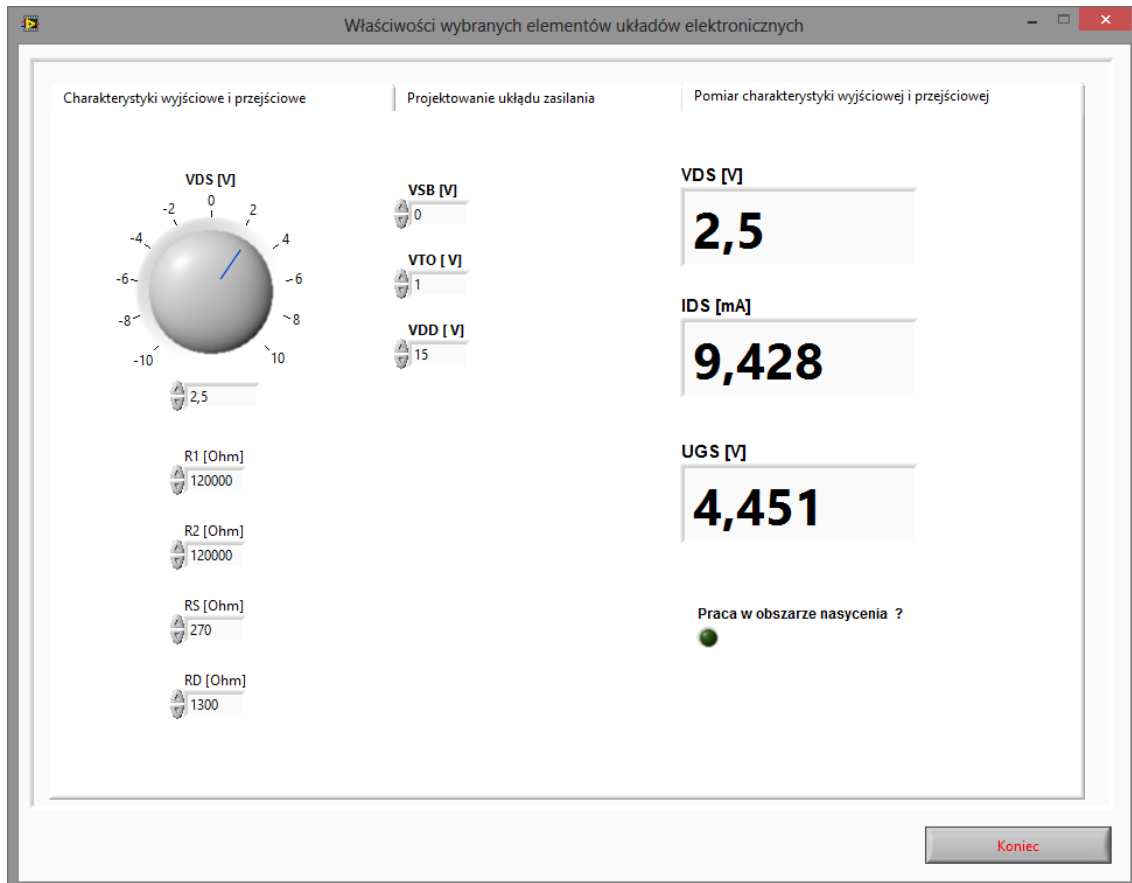 Właściwości wybranych elementów układów elektronicznych
Charakterystyki wyjściowe i przejściowe
Projektowanie ukłądu zasilania
Pomiar charakterystyki wyjściowej i przejściowej
VDS [V]
0
-2
2
-4
4
-6
6
-8
8
-10
10
2,5
R1 [Ohm]
120000
R2 [Ohm]
120000
RS [Ohm]
270
RD [Ohm]
1300
VSB [V]
0
VTO [ V]
1
VDD [ V]
15
VDS [V]
2,5
IDS [mA]
9,428
UGS [V]
4,451
Praca w obszarze nasycenia ?
Koniec